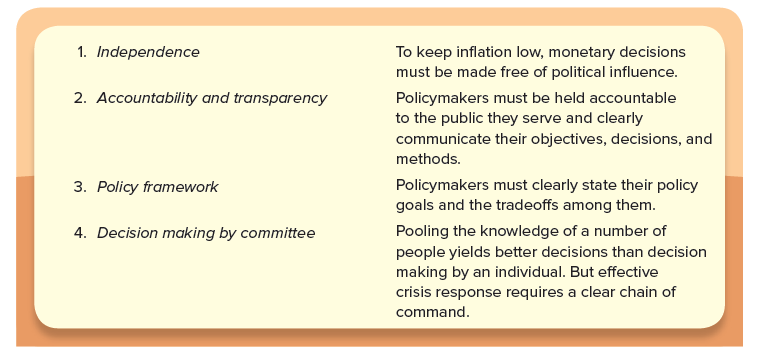 1. Independence To keep inflation low, monetary decisions
must be made free of political influence.
2. Accountability and transparency Policymakers must be held accountable
to the public they serve and clearly
communicate their objectives, decisions, and
methods.
3. Policy framework Policymakers must clearly state their policy
goals and the tradeoffs among them.
4. Decision making by committee Pooling the knowledge of a number of
people yields better decisions than decision
making by an individual. But effective
crisis response requires a clear chain of
command.